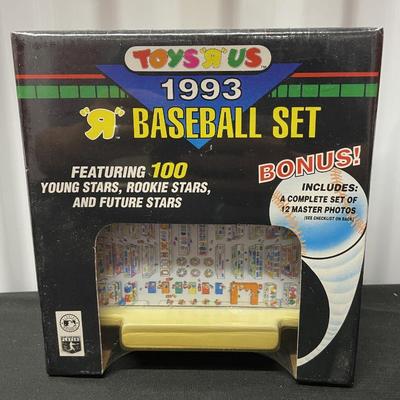 TOYS "R" US
1993
"R" BASEBALL SET
FEATURING 100
YOUNG STARS, ROOKIE STARS,
AND FUTURE STARS
BONUS!
INCLUDES:
A COMPLETE SET OF
12 MASTER PHOTOS
(SEE CHECKLIST ON BACK)